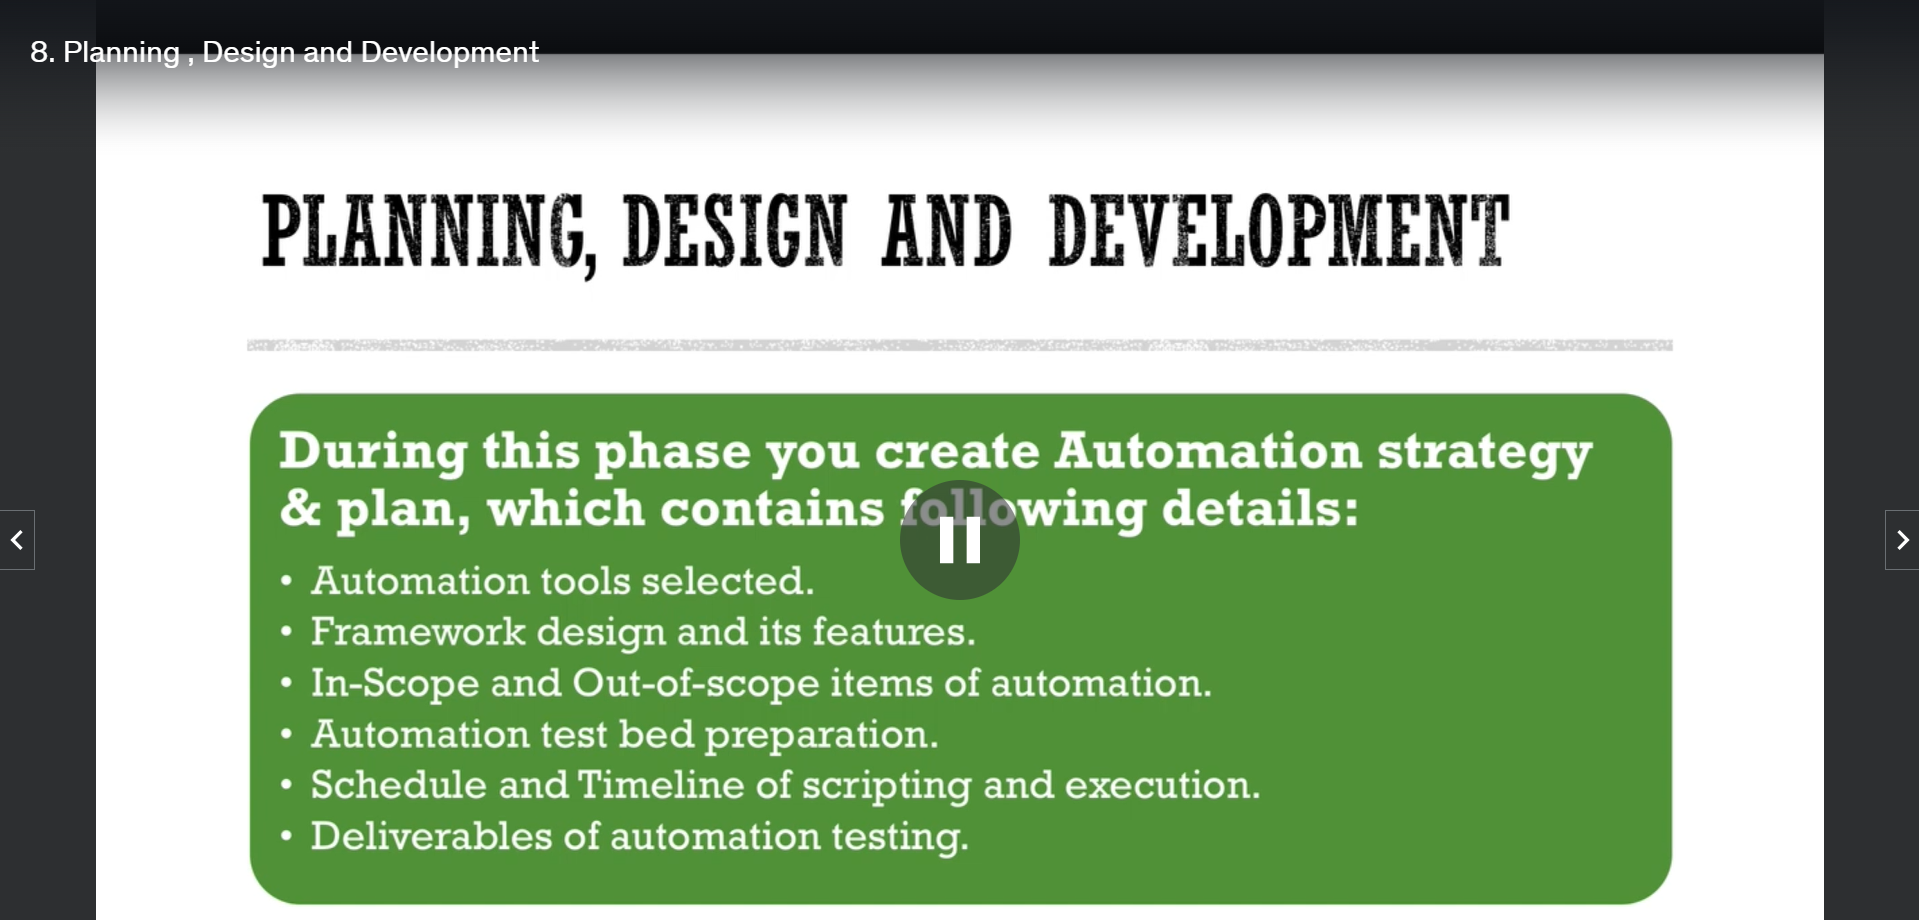 8. Planning , Design and Development
PLANNING, DESIGN AND DEVELOPMENT
During this phase you create Automation strategy
& plan, which contains following details:
• Automation tools selected.
• Framework design and its features.
• In-Scope and Out-of-scope items of automation.
• Automation test bed preparation.
• Schedule and Timeline of scripting and execution.
• Deliverables of automation testing.